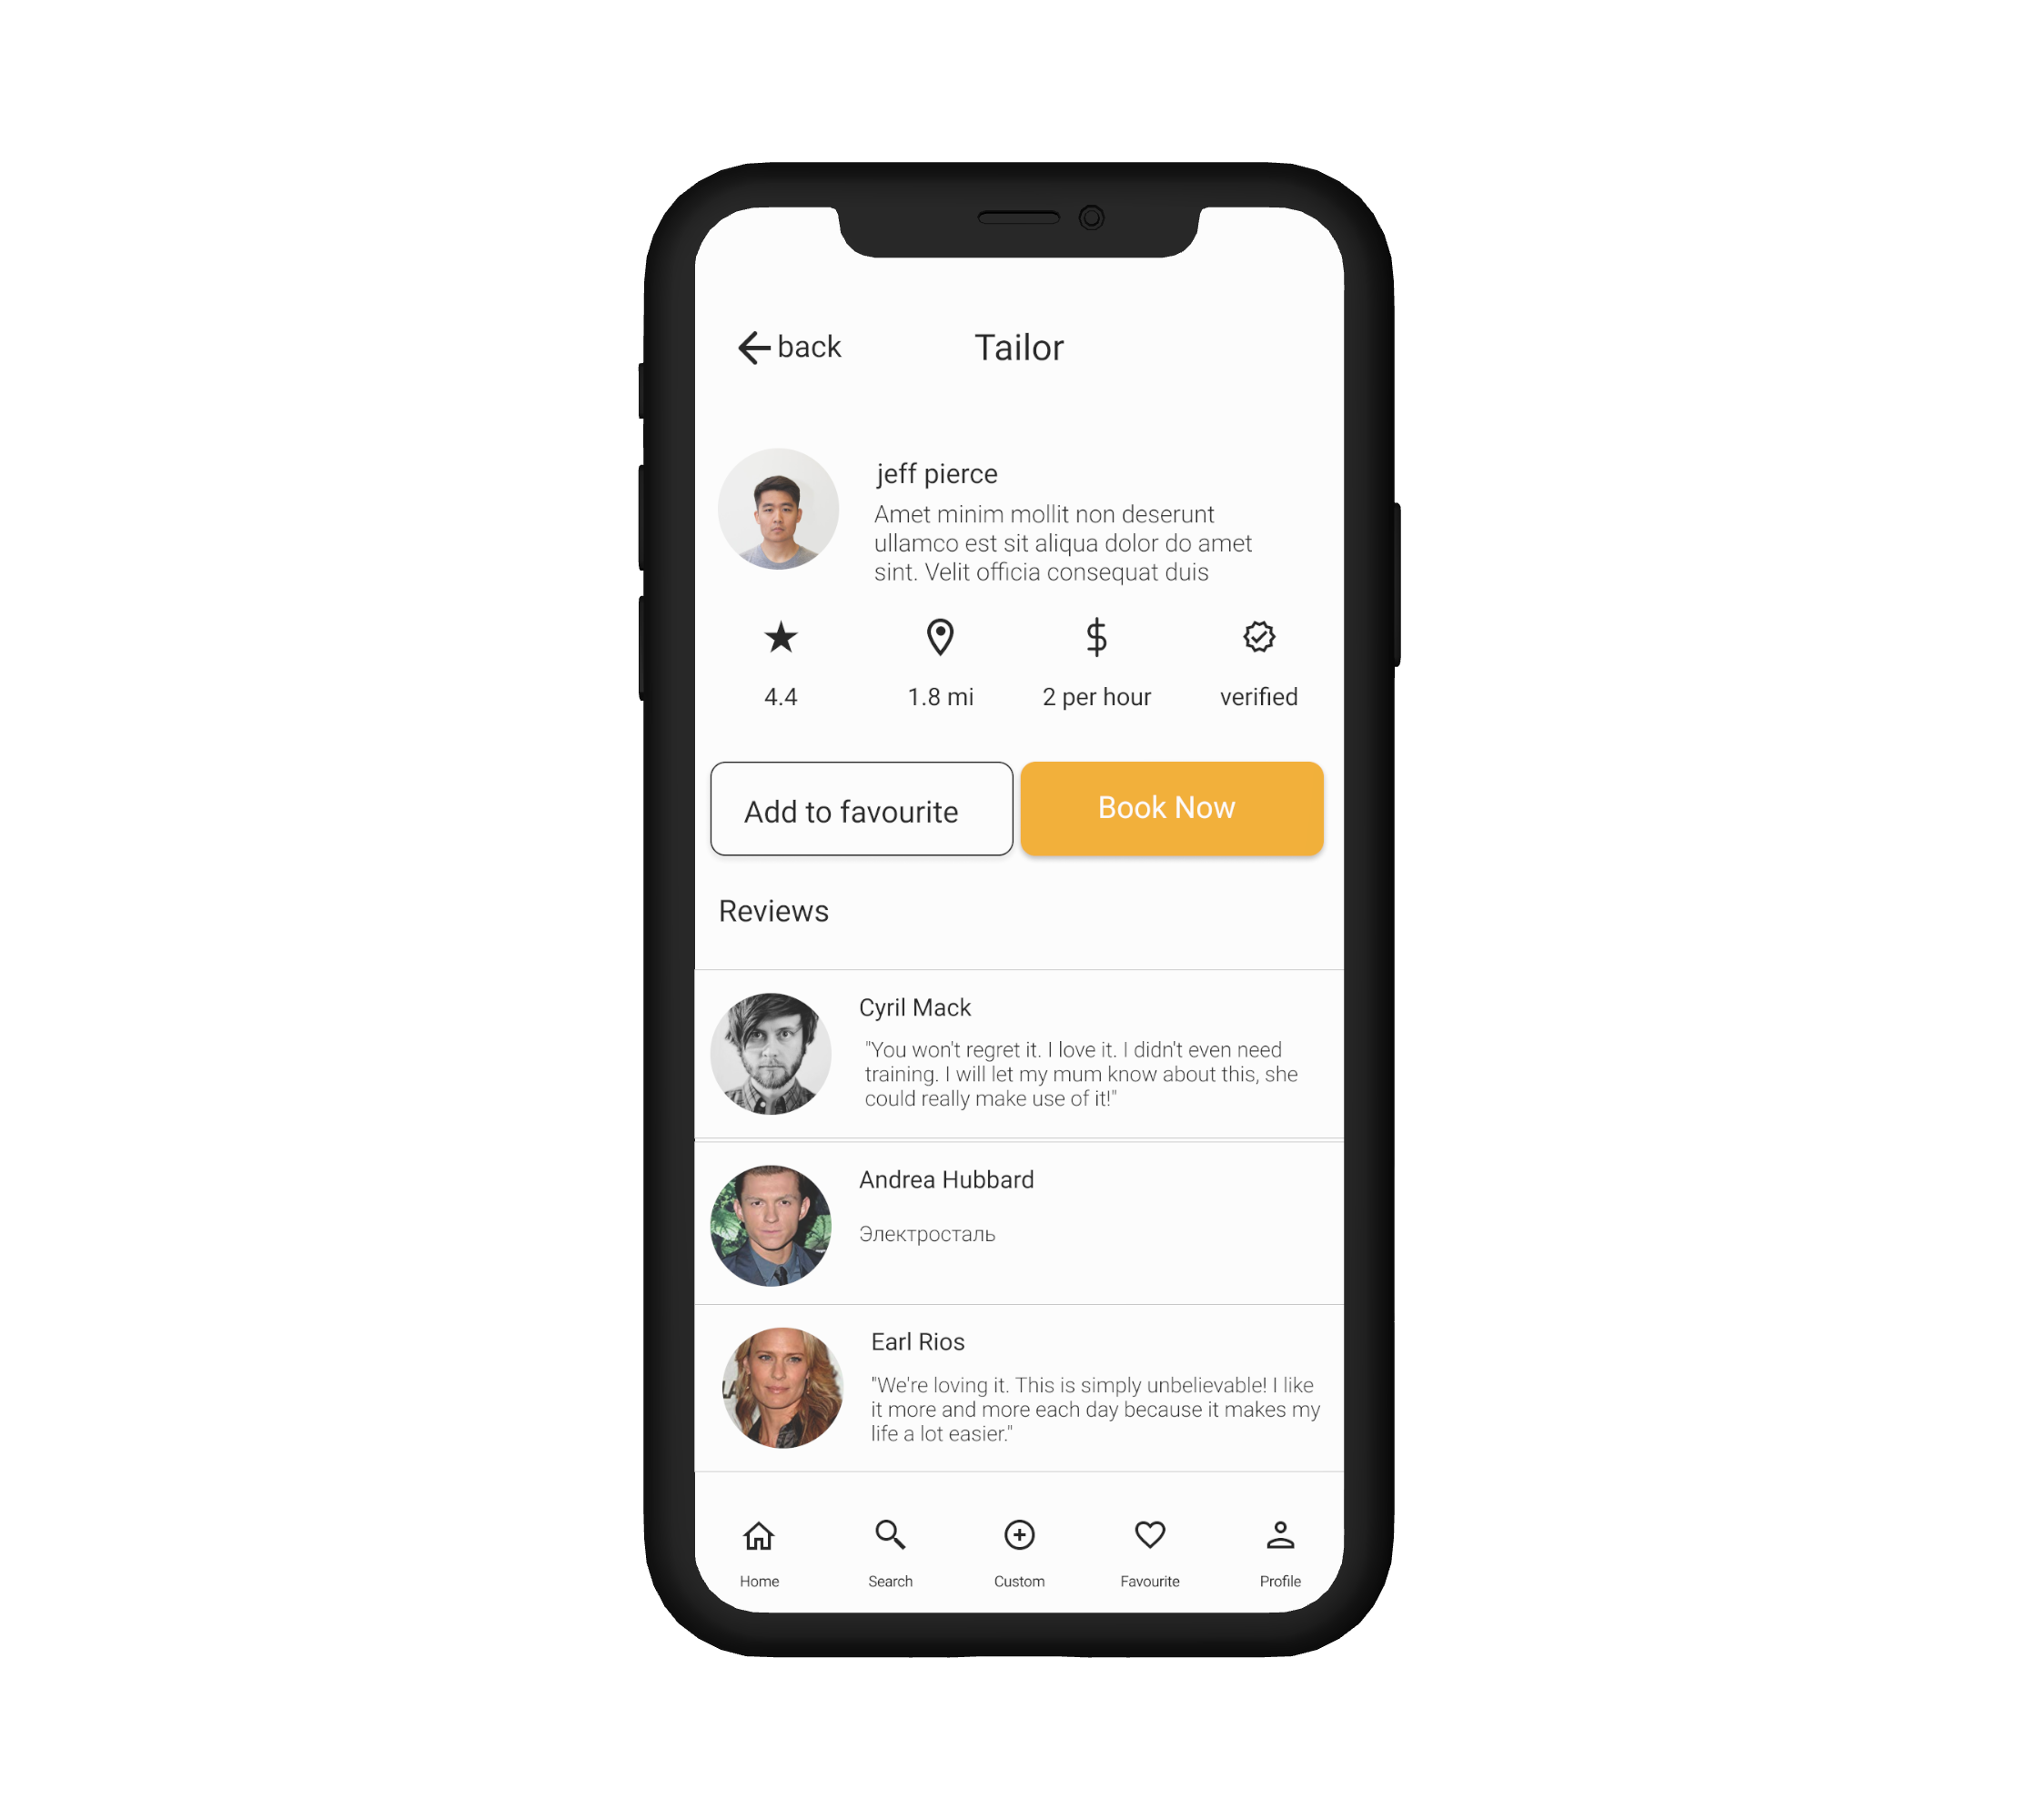 back
Tailor
jeff pierce
Amet minim mollit non deserunt
ullamco est sit aliqua dolor do amet
sint. Velit officia consequat duis
4.4
1.8 mi
2 per hour
verified
Add to favourite
Book Now
Reviews
Cyril Mack
"You won't regret it. I love it. I didn't even need
training. I will let my mum know about this, she
could really make use of it!"
Andrea Hubbard
Электросталь
Earl Rios
"We're loving it. This is simply unbelievable! I like
it more and more each day because it makes my
life a lot easier."
Home
Search
Custom
Favourite
Profile